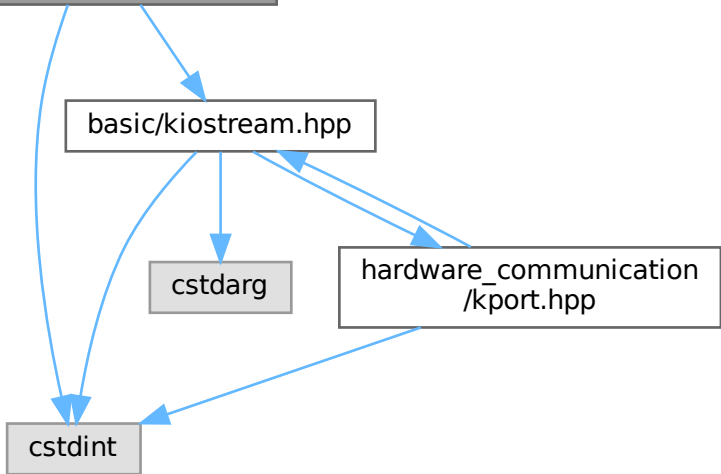 basic/kiostream.hpp
cstdarg
hardware_communication
/kport.hpp
cstdint